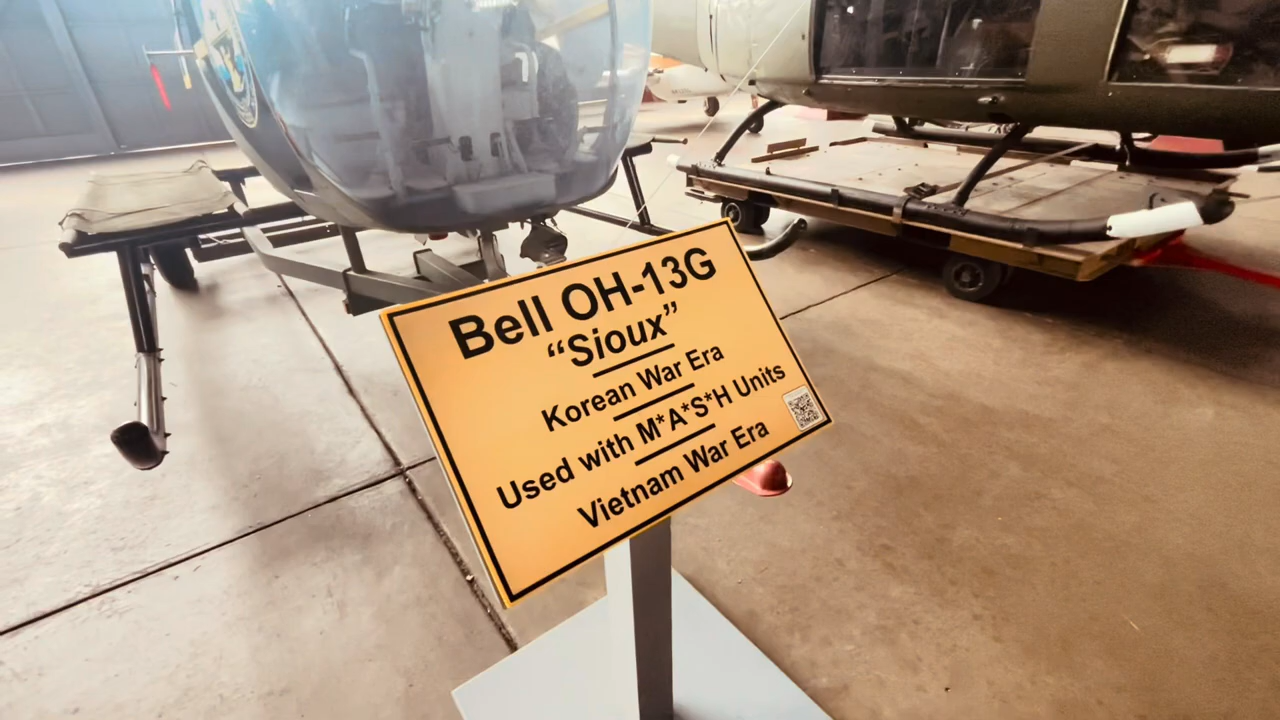 Bell OH-13G
“Sioux”
Korean War Era
Used with M*A*S*H Units
Vietnam War Era